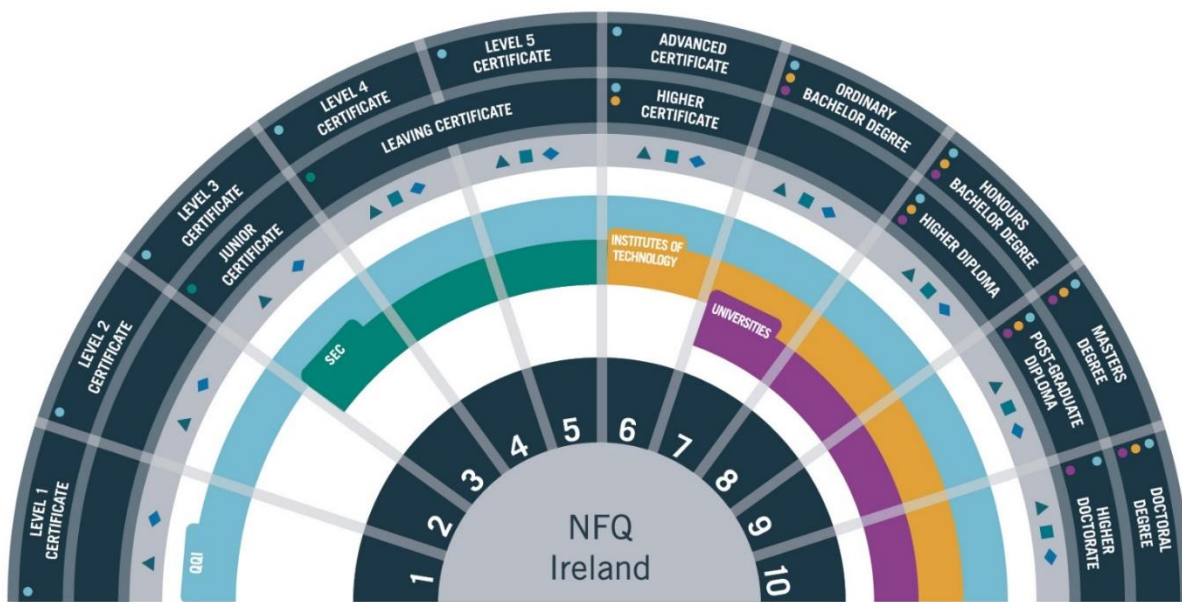 LEVEL 1
CERTIFICATE
LEVEL 2
CERTIFICATE
LEVEL 3
CERTIFICATE
LEVEL 4
CERTIFICATE
LEVEL 5
CERTIFICATE
ADVANCED
CERTIFICATE
ORDINARY
BACHELOR DEGREE
HONOURS
BACHELOR DEGREE
MASTERS
DEGREE
DOCTORAL
DEGREE
JUNIOR
CERTIFICATE
LEAVING CERTIFICATE
HIGHER
CERTIFICATE
HIGHER DIPLOMA
POST-GRADUATE
DIPLOMA
HIGHER
DOCTORATE
QQI
SEC
INSTITUTES OF
TECHNOLOGY
UNIVERSITIES
1
2
3
4
5
6
7
8
9
10
NFQ
Ireland